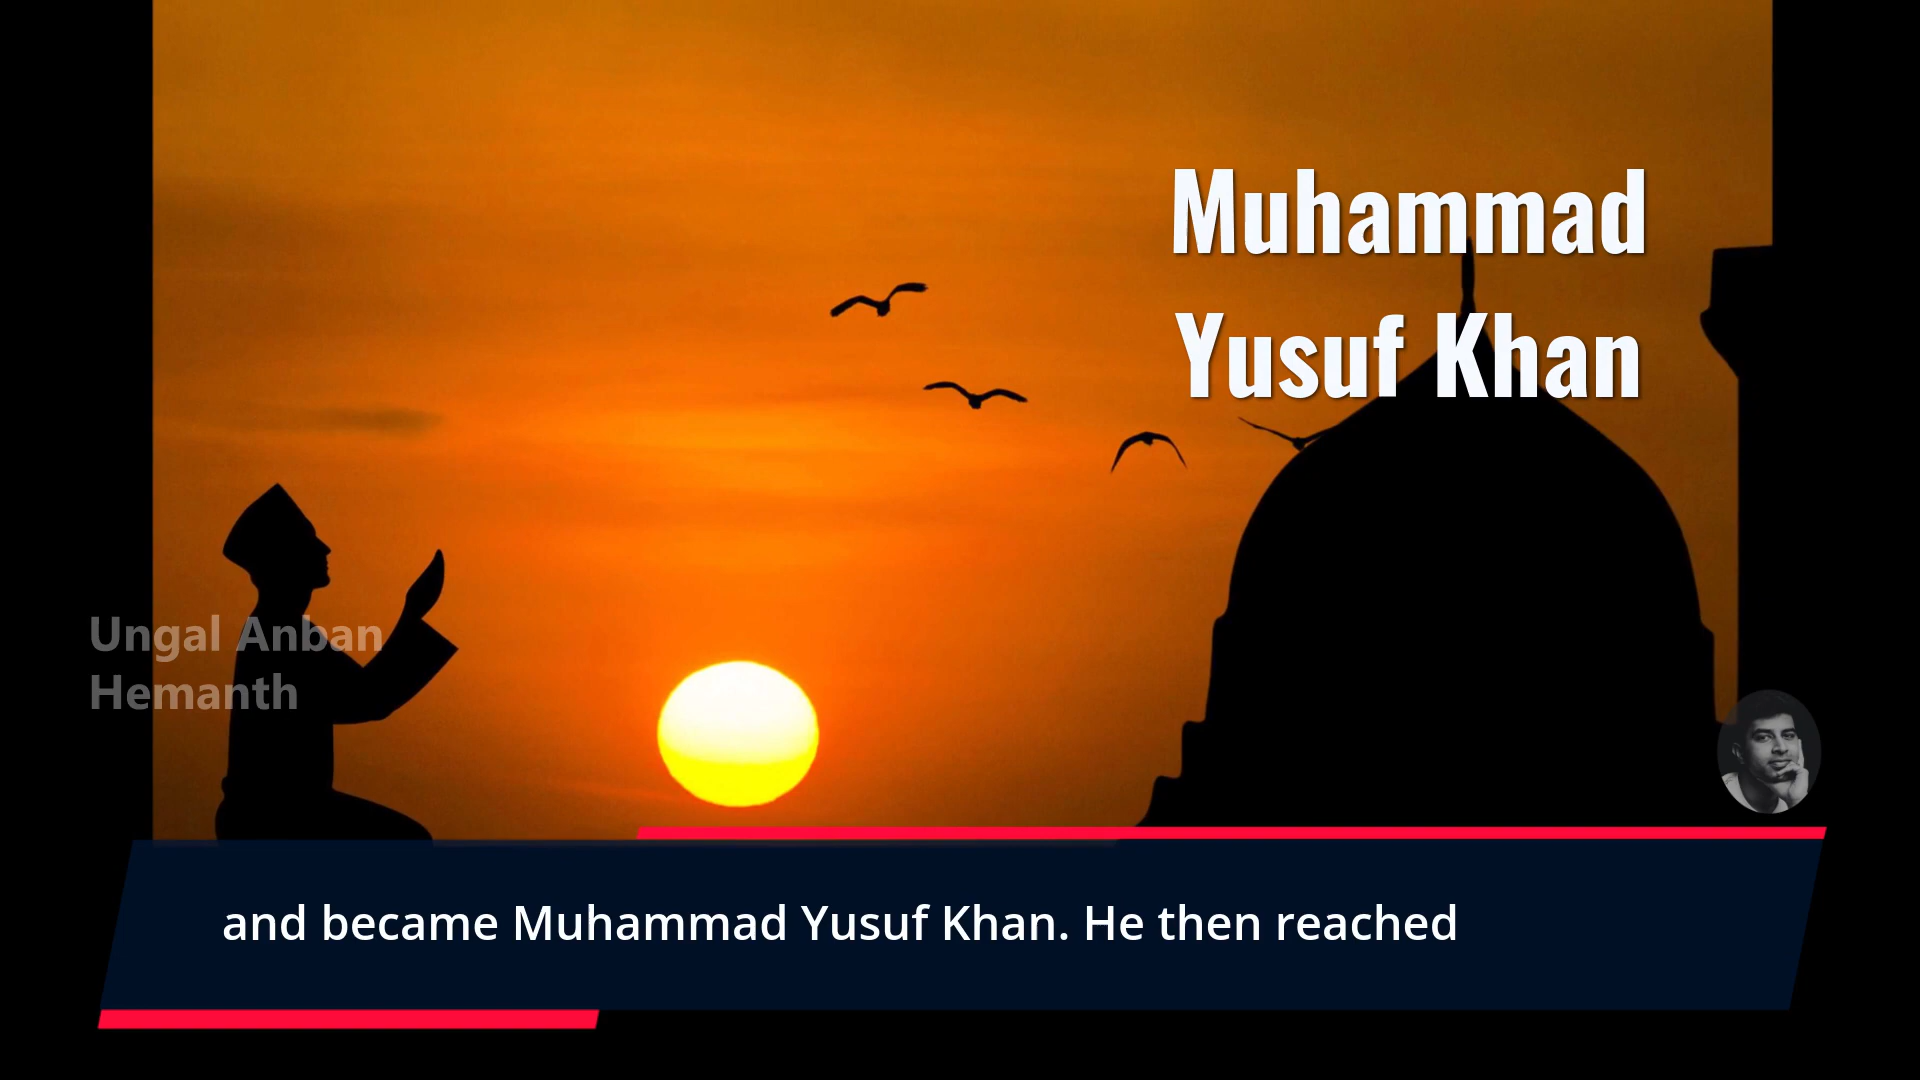 Muhammad
Yusuf Khan
Ungal Anban
Hemanth
and became Muhammad Yusuf Khan. He then reached